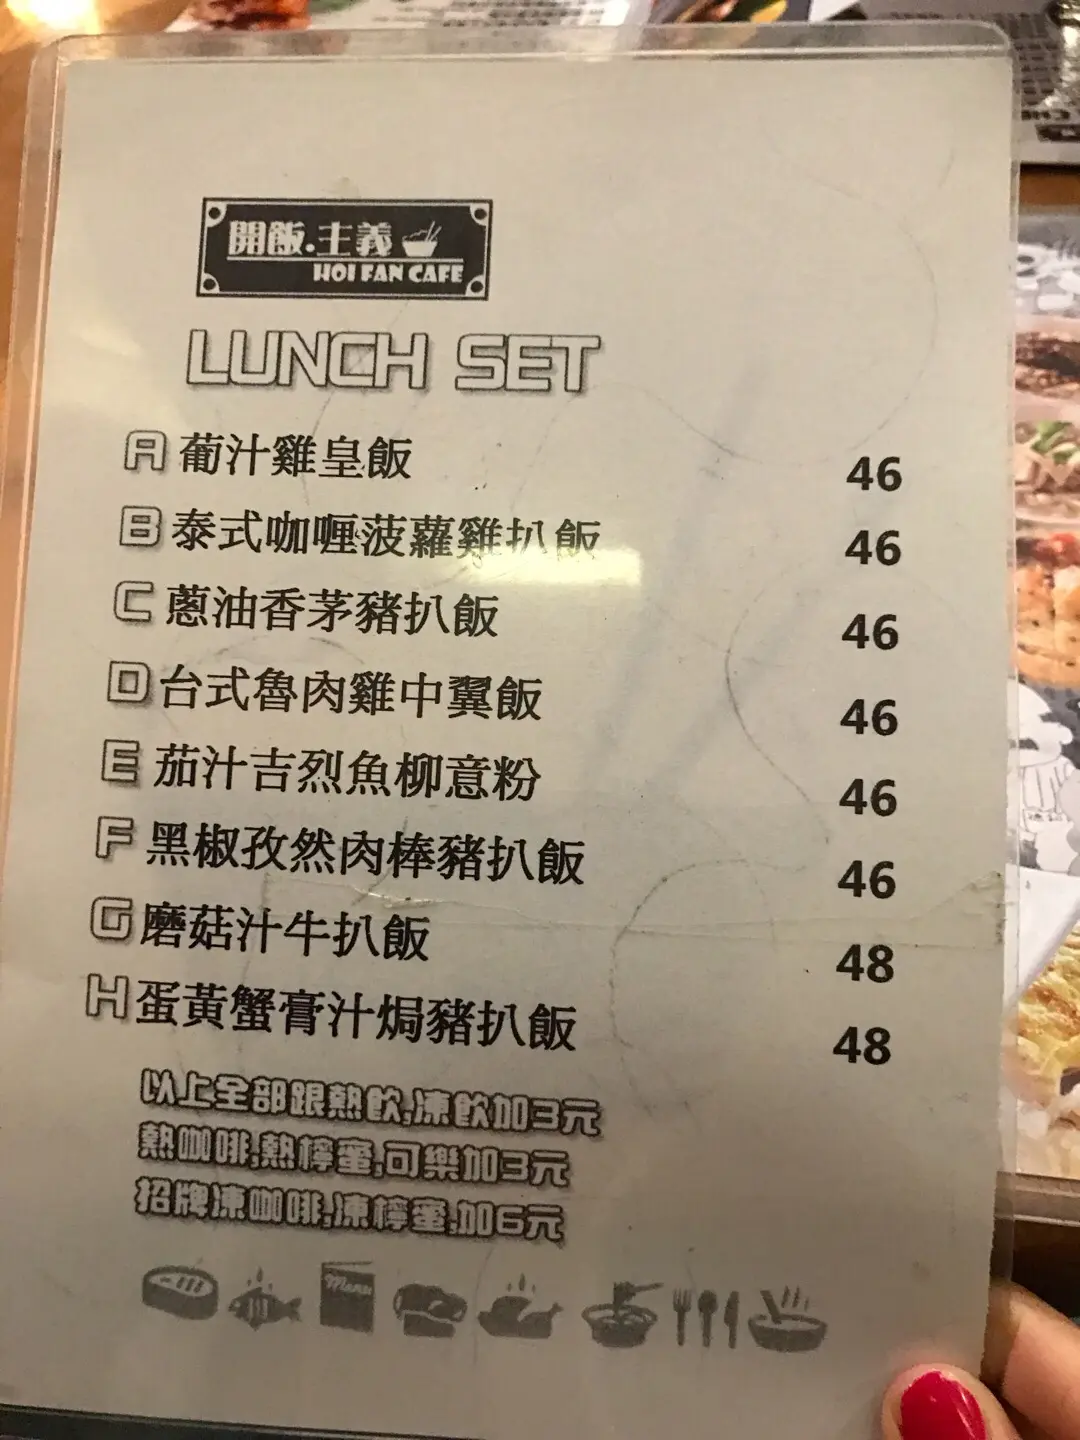 開飯.主義
HOI FAN CAFE
LUNCH SET
A 葡汁雞皇飯 46
B 泰式咖喱菠蘿雞扒飯 46
C 蔥油香茅豬扒飯 46
D 台式魯肉雞中翼飯 46
E 茄汁吉烈魚柳意粉 46
F 黑椒孜然肉棒豬扒飯 46
G 磨菇汁牛扒飯 48
H 蛋黃蟹膏汁焗豬扒飯 48
以上全部跟熱飲,凍飲加3元
熱咖啡,熱檸蜜,可樂加3元
招牌凍咖啡,凍檸蜜,加6元
Menu